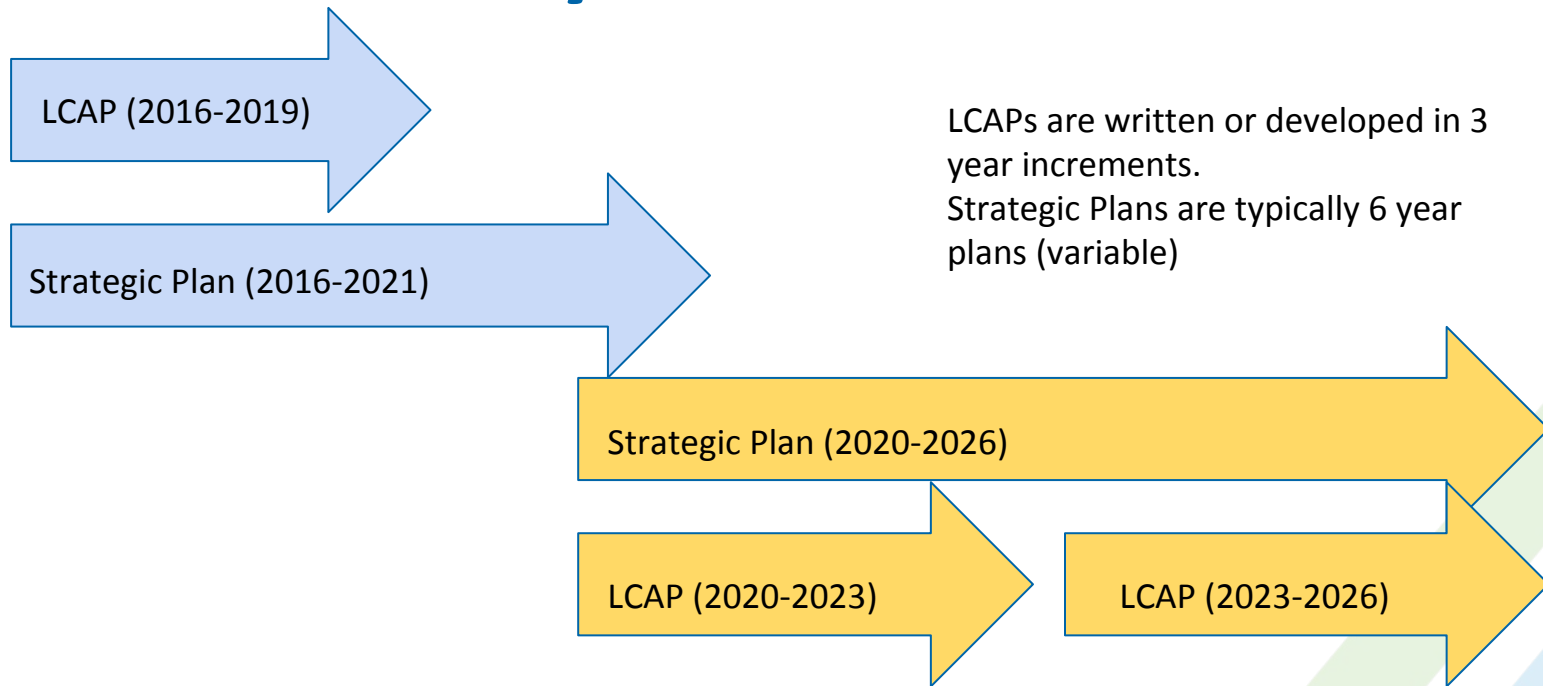 LCAP (2016-2019)
LCAPs are written or developed in 3
year increments.
Strategic Plans are typically 6 year
plans (variable)
Strategic Plan (2016-2021)
Strategic Plan (2020-2026)
LCAP (2020-2023)
LCAP (2023-2026)